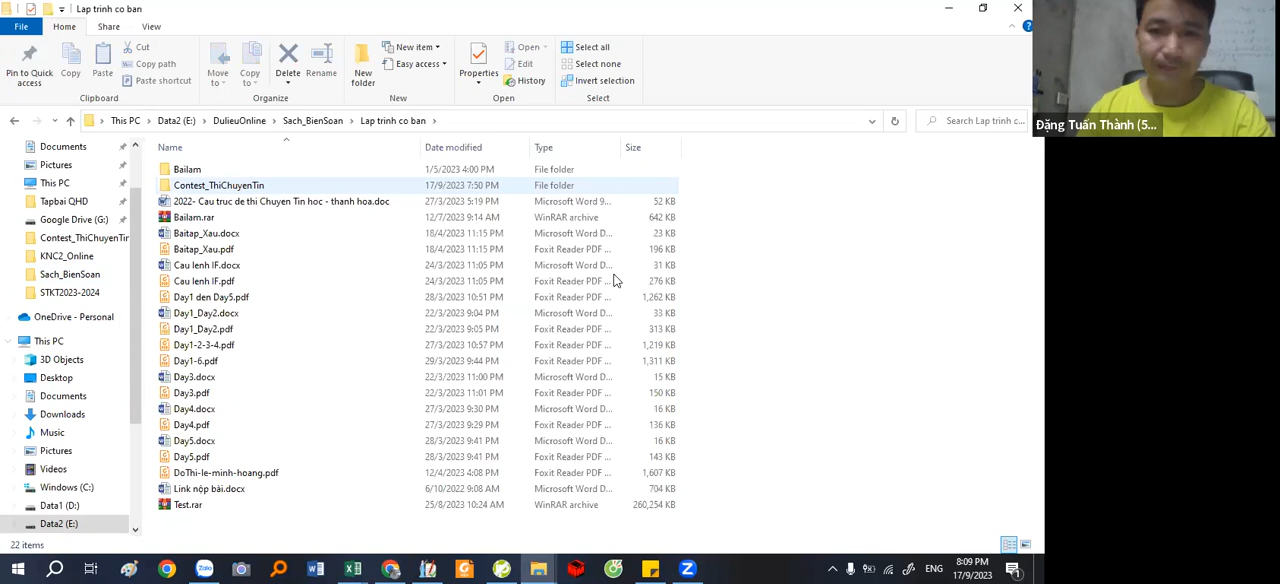 Lap trinh co ban
File Home Share View
Pin to Quick access
Copy
Paste
Cut
Copy path
Paste shortcut
Clipboard
Move to
Copy to
Delete
Rename
Organize
New folder
New item
Easy access
New
Properties
Open
Edit
History
Open
Select all
Select none
Invert selection
Select
This PC > Data2 (E:) > DulieuOnline > Sach_BienSoan > Lap trinh co ban >
Search Lap trinh c...
Đặng Tuấn Thành (5...
Documents
Pictures
This PC
Tapbai QHD
Google Drive (G:)
Contest_ThiChuyenTin
KNC2_Online
Sach_BienSoan
STKT2023-2024
OneDrive - Personal
This PC
3D Objects
Desktop
Documents
Downloads
Music
Pictures
Videos
Windows (C:)
Data1 (D:)
Data2 (E:)
Name Date modified Type Size
Bailam 1/5/2023 4:00 PM File folder
Contest_ThiChuyenTin 17/9/2023 7:50 PM File folder
2022- Cau truc de thi Chuyen Tin hoc - thanh hoa.doc 27/3/2023 5:19 PM Microsoft Word 9... 52 KB
Bailam.rar 12/7/2023 9:14 AM WinRAR archive 642 KB
Baitap_Xau.docx 18/4/2023 11:15 PM Microsoft Word D... 23 KB
Baitap_Xau.pdf 18/4/2023 11:15 PM Foxit Reader PDF ... 196 KB
Cau lenh IF.docx 24/3/2023 11:05 PM Microsoft Word D... 31 KB
Cau lenh IF.pdf 24/3/2023 11:05 PM Foxit Reader PDF ... 276 KB
Day1 den Day5.pdf 28/3/2023 10:51 PM Foxit Reader PDF ... 1,262 KB
Day1_Day2.docx 22/3/2023 9:04 PM Microsoft Word D... 33 KB
Day1_Day2.pdf 22/3/2023 9:05 PM Foxit Reader PDF ... 313 KB
Day1-2-3-4.pdf 27/3/2023 10:57 PM Foxit Reader PDF ... 1,219 KB
Day1-6.pdf 29/3/2023 9:44 PM Foxit Reader PDF ... 1,311 KB
Day3.docx 22/3/2023 11:00 PM Microsoft Word D... 15 KB
Day3.pdf 22/3/2023 11:01 PM Foxit Reader PDF ... 150 KB
Day4.docx 27/3/2023 9:30 PM Microsoft Word D... 16 KB
Day4.pdf 27/3/2023 9:29 PM Foxit Reader PDF ... 136 KB
Day5.docx 28/3/2023 9:41 PM Microsoft Word D... 16 KB
Day5.pdf 28/3/2023 9:41 PM Foxit Reader PDF ... 143 KB
DoThi-le-minh-hoang.pdf 12/4/2023 4:08 PM Foxit Reader PDF ... 1,607 KB
Link nộp bài.docx 6/10/2022 9:08 AM Microsoft Word D... 704 KB
Test.rar 25/8/2023 10:24 AM WinRAR archive 260,254 KB
22 items
Zalo
ENG
8:09 PM
17/9/2023
1